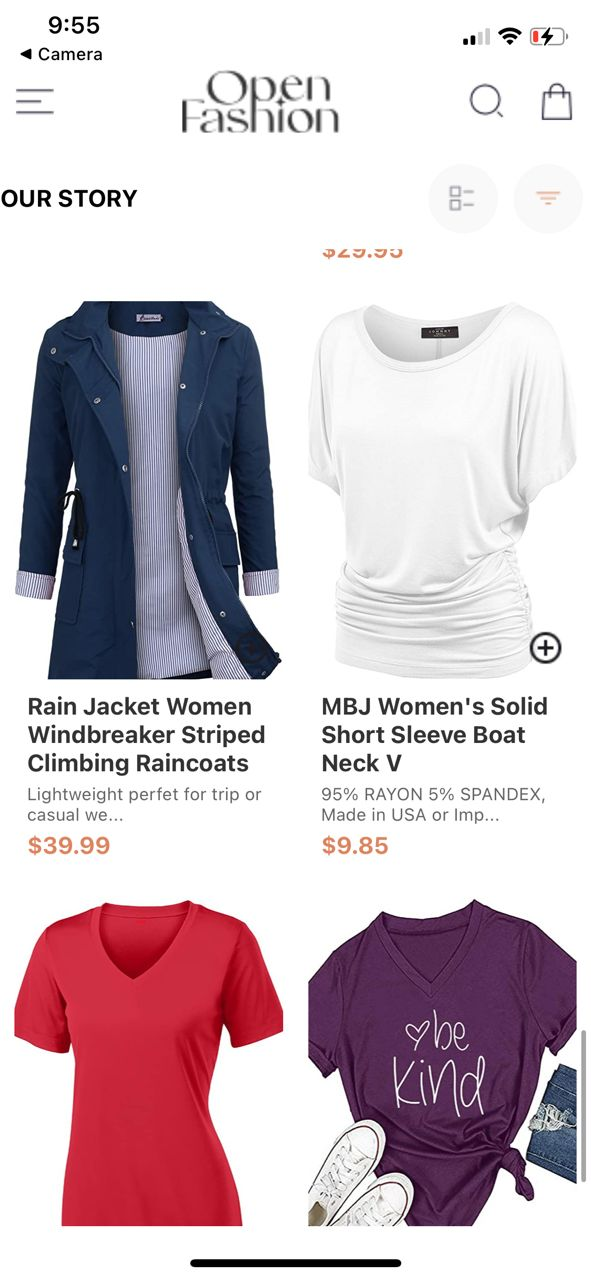 9:55
◀ Camera
Open
Fashion
OUR STORY
$29.95
Rain Jacket Women
Windbreaker Striped
Climbing Raincoats
Lightweight perfet for trip or
casual we...
$39.99
MBJ Women's Solid
Short Sleeve Boat
Neck V
95% RAYON 5% SPANDEX,
Made in USA or Imp...
$9.85
be
kind